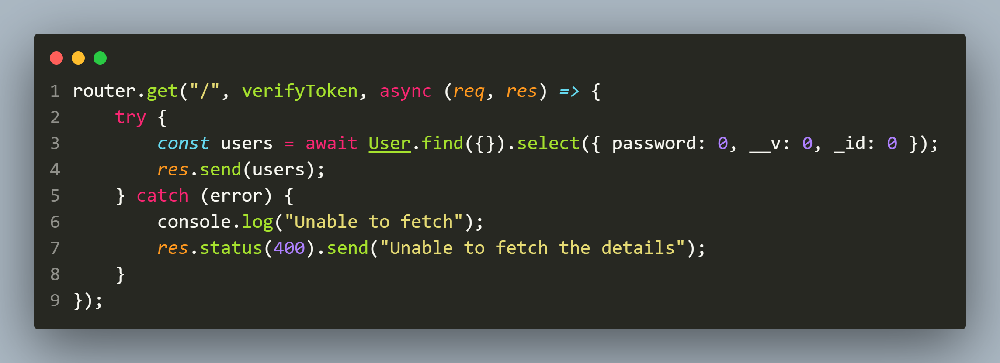 1 router.get("/", verifyToken, async (req, res) => {
2     try {
3         const users = await User.find({}).select({ password: 0, __v: 0, _id: 0 });
4         res.send(users);
5     } catch (error) {
6         console.log("Unable to fetch");
7         res.status(400).send("Unable to fetch the details");
8     }
9 });